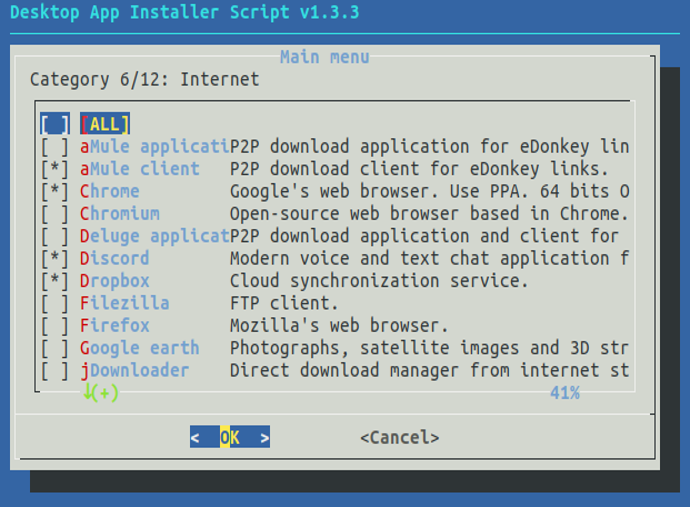 Desktop App Installer Script v1.3.3
Main menu
Category 6/12: Internet
[ ] [ALL]
[ ] aMule applicatiP2P download application for eDonkey lin
[*] aMule client P2P download client for eDonkey links.
[*] Chrome Google's web browser. Use PPA. 64 bits O
[ ] Chromium Open-source web browser based in Chrome.
[ ] Deluge applicatP2P download application and client for
[*] Discord Modern voice and text chat application f
[*] Dropbox Cloud synchronization service.
[ ] Filezilla FTP client.
[ ] Firefox Mozilla's web browser.
[ ] Google earth Photographs, satellite images and 3D str
[ ] jDownloader Direct download manager from internet st
↓(+) 41%
< OK > <Cancel>